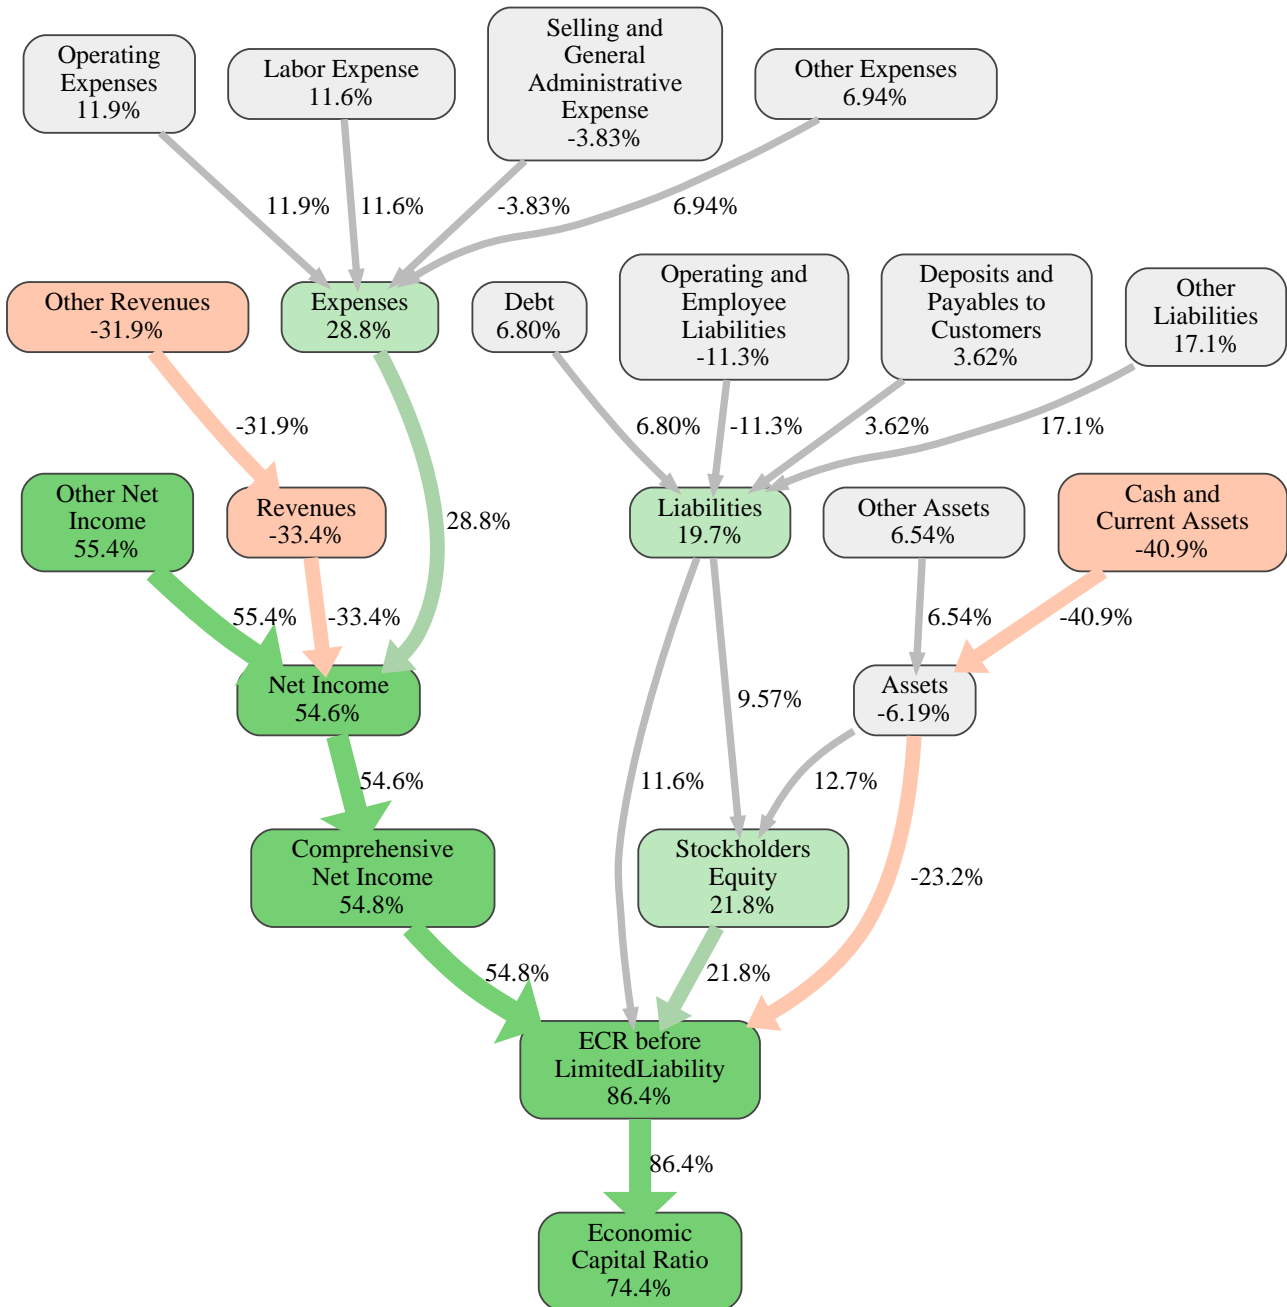 Operating
Expenses
11.9%
Labor Expense
11.6%
Selling and
General
Administrative
Expense
-3.83%
Other Expenses
6.94%
11.9%
11.6%
-3.83%
6.94%
Other Revenues
-31.9%
Expenses
28.8%
Debt
6.80%
Operating and
Employee
Liabilities
-11.3%
Deposits and
Payables to
Customers
3.62%
Other
Liabilities
17.1%
-31.9%
28.8%
6.80%
-11.3%
3.62%
17.1%
Other Net
Income
55.4%
Revenues
-33.4%
Liabilities
19.7%
Other Assets
6.54%
Cash and
Current Assets
-40.9%
55.4%
-33.4%
6.54%
-40.9%
Net Income
54.6%
9.57%
Assets
-6.19%
54.6%
11.6%
12.7%
-23.2%
Comprehensive
Net Income
54.8%
Stockholders
Equity
21.8%
54.8%
21.8%
ECR before
LimitedLiability
86.4%
86.4%
Economic
Capital Ratio
74.4%